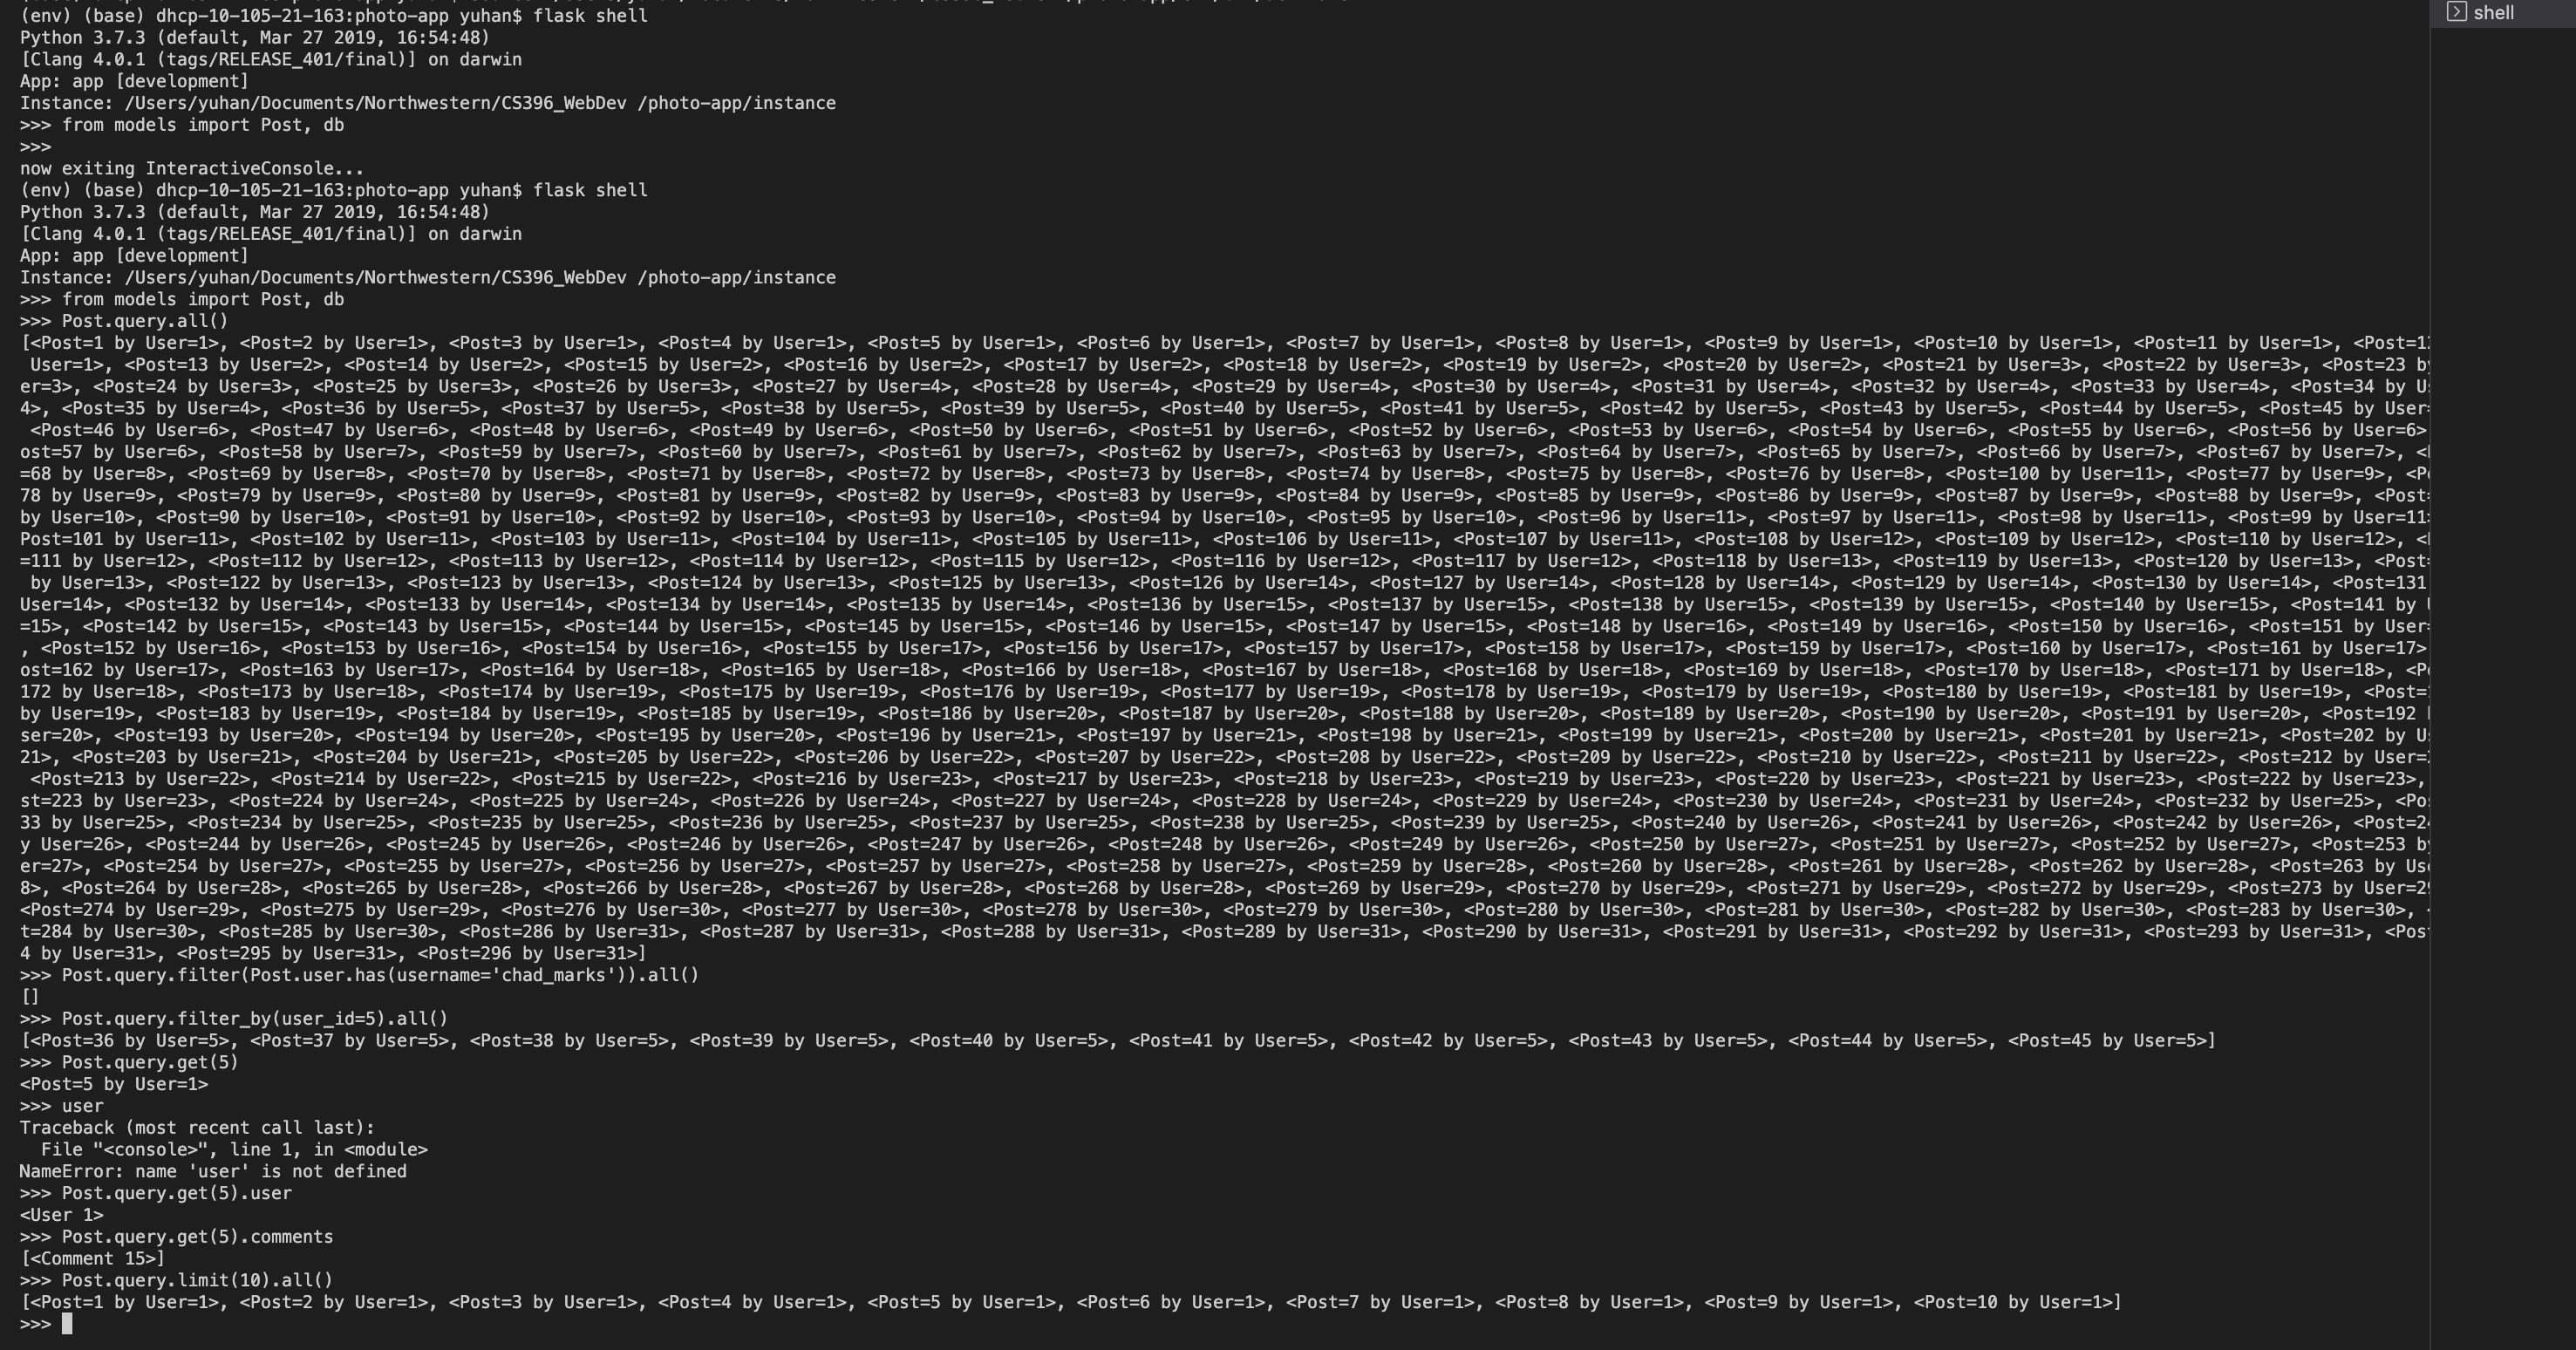 (env) (base) dhcp-10-105-21-163:photo-app yuhan$ flask shell
Python 3.7.3 (default, Mar 27 2019, 16:54:48)
[Clang 4.0.1 (tags/RELEASE_401/final)] on darwin
App: app [development]
Instance: /Users/yuhan/Documents/Northwestern/CS396_WebDev /photo-app/instance
>>> from models import Post, db
>>>
now exiting InteractiveConsole...
(env) (base) dhcp-10-105-21-163:photo-app yuhan$ flask shell
Python 3.7.3 (default, Mar 27 2019, 16:54:48)
[Clang 4.0.1 (tags/RELEASE_401/final)] on darwin
App: app [development]
Instance: /Users/yuhan/Documents/Northwestern/CS396_WebDev /photo-app/instance
>>> from models import Post, db
>>> Post.query.all()
[<Post=1 by User=1>, <Post=2 by User=1>, <Post=3 by User=1>, <Post=4 by User=1>, <Post=5 by User=1>, <Post=6 by User=1>, <Post=7 by User=1>, <Post=8 by User=1>, <Post=9 by User=1>, <Post=10 by User=1>, <Post=11 by User=1>, <Post=12
User=1>, <Post=13 by User=2>, <Post=14 by User=2>, <Post=15 by User=2>, <Post=16 by User=2>, <Post=17 by User=2>, <Post=18 by User=2>, <Post=19 by User=2>, <Post=20 by User=2>, <Post=21 by User=3>, <Post=22 by User=3>, <Post=23 by
er=3>, <Post=24 by User=3>, <Post=25 by User=3>, <Post=26 by User=3>, <Post=27 by User=4>, <Post=28 by User=4>, <Post=29 by User=4>, <Post=30 by User=4>, <Post=31 by User=4>, <Post=32 by User=4>, <Post=33 by User=4>, <Post=34 by Us
4>, <Post=35 by User=4>, <Post=36 by User=5>, <Post=37 by User=5>, <Post=38 by User=5>, <Post=39 by User=5>, <Post=40 by User=5>, <Post=41 by User=5>, <Post=42 by User=5>, <Post=43 by User=5>, <Post=44 by User=5>, <Post=45 by User=
<Post=46 by User=6>, <Post=47 by User=6>, <Post=48 by User=6>, <Post=49 by User=6>, <Post=50 by User=6>, <Post=51 by User=6>, <Post=52 by User=6>, <Post=53 by User=6>, <Post=54 by User=6>, <Post=55 by User=6>, <Post=56 by User=6>
ost=57 by User=6>, <Post=58 by User=7>, <Post=59 by User=7>, <Post=60 by User=7>, <Post=61 by User=7>, <Post=62 by User=7>, <Post=63 by User=7>, <Post=64 by User=7>, <Post=65 by User=7>, <Post=66 by User=7>, <Post=67 by User=7>, <
=68 by User=8>, <Post=69 by User=8>, <Post=70 by User=8>, <Post=71 by User=8>, <Post=72 by User=8>, <Post=73 by User=8>, <Post=74 by User=8>, <Post=75 by User=8>, <Post=76 by User=8>, <Post=100 by User=11>, <Post=77 by User=9>, <P
78 by User=9>, <Post=79 by User=9>, <Post=80 by User=9>, <Post=81 by User=9>, <Post=82 by User=9>, <Post=83 by User=9>, <Post=84 by User=9>, <Post=85 by User=9>, <Post=86 by User=9>, <Post=87 by User=9>, <Post=88 by User=9>, <Post=
by User=10>, <Post=90 by User=10>, <Post=91 by User=10>, <Post=92 by User=10>, <Post=93 by User=10>, <Post=94 by User=10>, <Post=95 by User=10>, <Post=96 by User=11>, <Post=97 by User=11>, <Post=98 by User=11>, <Post=99 by User=11>
Post=101 by User=11>, <Post=102 by User=11>, <Post=103 by User=11>, <Post=104 by User=11>, <Post=105 by User=11>, <Post=106 by User=11>, <Post=107 by User=11>, <Post=108 by User=12>, <Post=109 by User=12>, <Post=110 by User=12>, <
=111 by User=12>, <Post=112 by User=12>, <Post=113 by User=12>, <Post=114 by User=12>, <Post=115 by User=12>, <Post=116 by User=12>, <Post=117 by User=12>, <Post=118 by User=13>, <Post=119 by User=13>, <Post=120 by User=13>, <Post=
by User=13>, <Post=122 by User=13>, <Post=123 by User=13>, <Post=124 by User=13>, <Post=125 by User=13>, <Post=126 by User=14>, <Post=127 by User=14>, <Post=128 by User=14>, <Post=129 by User=14>, <Post=130 by User=14>, <Post=131
User=14>, <Post=132 by User=14>, <Post=133 by User=14>, <Post=134 by User=14>, <Post=135 by User=14>, <Post=136 by User=15>, <Post=137 by User=15>, <Post=138 by User=15>, <Post=139 by User=15>, <Post=140 by User=15>, <Post=141 by
=15>, <Post=142 by User=15>, <Post=143 by User=15>, <Post=144 by User=15>, <Post=145 by User=15>, <Post=146 by User=15>, <Post=147 by User=15>, <Post=148 by User=16>, <Post=149 by User=16>, <Post=150 by User=16>, <Post=151 by User=
, <Post=152 by User=16>, <Post=153 by User=16>, <Post=154 by User=16>, <Post=155 by User=17>, <Post=156 by User=17>, <Post=157 by User=17>, <Post=158 by User=17>, <Post=159 by User=17>, <Post=160 by User=17>, <Post=161 by User=17>
ost=162 by User=17>, <Post=163 by User=17>, <Post=164 by User=18>, <Post=165 by User=18>, <Post=166 by User=18>, <Post=167 by User=18>, <Post=168 by User=18>, <Post=169 by User=18>, <Post=170 by User=18>, <Post=171 by User=18>, <P
172 by User=18>, <Post=173 by User=18>, <Post=174 by User=19>, <Post=175 by User=19>, <Post=176 by User=19>, <Post=177 by User=19>, <Post=178 by User=19>, <Post=179 by User=19>, <Post=180 by User=19>, <Post=181 by User=19>, <Post=
by User=19>, <Post=183 by User=19>, <Post=184 by User=19>, <Post=185 by User=19>, <Post=186 by User=20>, <Post=187 by User=20>, <Post=188 by User=20>, <Post=189 by User=20>, <Post=190 by User=20>, <Post=191 by User=20>, <Post=192
ser=20>, <Post=193 by User=20>, <Post=194 by User=20>, <Post=195 by User=20>, <Post=196 by User=21>, <Post=197 by User=21>, <Post=198 by User=21>, <Post=199 by User=21>, <Post=200 by User=21>, <Post=201 by User=21>, <Post=202 by U
21>, <Post=203 by User=21>, <Post=204 by User=21>, <Post=205 by User=22>, <Post=206 by User=22>, <Post=207 by User=22>, <Post=208 by User=22>, <Post=209 by User=22>, <Post=210 by User=22>, <Post=211 by User=22>, <Post=212 by User=
<Post=213 by User=22>, <Post=214 by User=22>, <Post=215 by User=22>, <Post=216 by User=23>, <Post=217 by User=23>, <Post=218 by User=23>, <Post=219 by User=23>, <Post=220 by User=23>, <Post=221 by User=23>, <Post=222 by User=23>,
st=223 by User=23>, <Post=224 by User=24>, <Post=225 by User=24>, <Post=226 by User=24>, <Post=227 by User=24>, <Post=228 by User=24>, <Post=229 by User=24>, <Post=230 by User=24>, <Post=231 by User=24>, <Post=232 by User=25>, <Po
33 by User=25>, <Post=234 by User=25>, <Post=235 by User=25>, <Post=236 by User=25>, <Post=237 by User=25>, <Post=238 by User=25>, <Post=239 by User=25>, <Post=240 by User=26>, <Post=241 by User=26>, <Post=242 by User=26>, <Post=24
y User=26>, <Post=244 by User=26>, <Post=245 by User=26>, <Post=246 by User=26>, <Post=247 by User=26>, <Post=248 by User=26>, <Post=249 by User=26>, <Post=250 by User=27>, <Post=251 by User=27>, <Post=252 by User=27>, <Post=253 by
er=27>, <Post=254 by User=27>, <Post=255 by User=27>, <Post=256 by User=27>, <Post=257 by User=27>, <Post=258 by User=27>, <Post=259 by User=28>, <Post=260 by User=28>, <Post=261 by User=28>, <Post=262 by User=28>, <Post=263 by Us
8>, <Post=264 by User=28>, <Post=265 by User=28>, <Post=266 by User=28>, <Post=267 by User=28>, <Post=268 by User=28>, <Post=269 by User=29>, <Post=270 by User=29>, <Post=271 by User=29>, <Post=272 by User=29>, <Post=273 by User=29
<Post=274 by User=29>, <Post=275 by User=29>, <Post=276 by User=30>, <Post=277 by User=30>, <Post=278 by User=30>, <Post=279 by User=30>, <Post=280 by User=30>, <Post=281 by User=30>, <Post=282 by User=30>, <Post=283 by User=30>,
t=284 by User=30>, <Post=285 by User=30>, <Post=286 by User=31>, <Post=287 by User=31>, <Post=288 by User=31>, <Post=289 by User=31>, <Post=290 by User=31>, <Post=291 by User=31>, <Post=292 by User=31>, <Post=293 by User=31>, <Pos
4 by User=31>, <Post=295 by User=31>, <Post=296 by User=31>]
>>> Post.query.filter(Post.user.has(username='chad_marks')).all()
[]
>>> Post.query.filter_by(user_id=5).all()
[<Post=36 by User=5>, <Post=37 by User=5>, <Post=38 by User=5>, <Post=39 by User=5>, <Post=40 by User=5>, <Post=41 by User=5>, <Post=42 by User=5>, <Post=43 by User=5>, <Post=44 by User=5>, <Post=45 by User=5>]
>>> Post.query.get(5)
<Post=5 by User=1>
>>> user
Traceback (most recent call last):
  File "<console>", line 1, in <module>
NameError: name 'user' is not defined
>>> Post.query.get(5).user
<User 1>
>>> Post.query.get(5).comments
[<Comment 15>]
>>> Post.query.limit(10).all()
[<Post=1 by User=1>, <Post=2 by User=1>, <Post=3 by User=1>, <Post=4 by User=1>, <Post=5 by User=1>, <Post=6 by User=1>, <Post=7 by User=1>, <Post=8 by User=1>, <Post=9 by User=1>, <Post=10 by User=1>]
>>>
shell